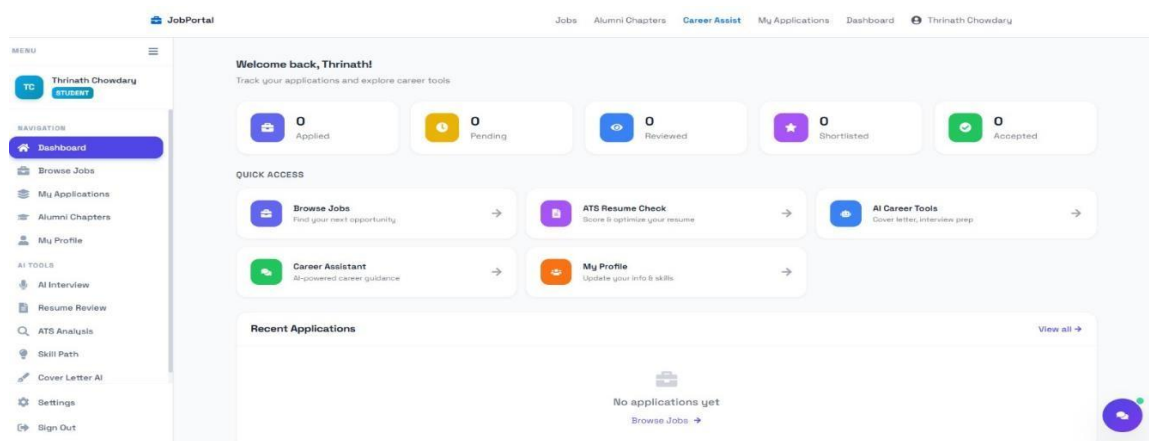 JobPortal
Jobs Alumni Chapters Career Assist My Applications Dashboard Thrinath Chowdary
MENU
TC
Thrinath Chowdary
STUDENT
NAVIGATION
Dashboard
Browse Jobs
My Applications
Alumni Chapters
My Profile
AI TOOLS
AI Interview
Resume Review
ATS Analysis
Skill Path
Cover Letter AI
Settings
Sign Out
Welcome back, Thrinath!
Track your applications and explore career tools
0
Applied
0
Pending
0
Reviewed
0
Shortlisted
0
Accepted
QUICK ACCESS
Browse Jobs
Find your next opportunity
ATS Resume Check
Score & optimize your resume
AI Career Tools
Cover letter, interview prep
Career Assistant
AI-powered career guidance
My Profile
Update your info & skills
Recent Applications
View all
No applications yet
Browse Jobs